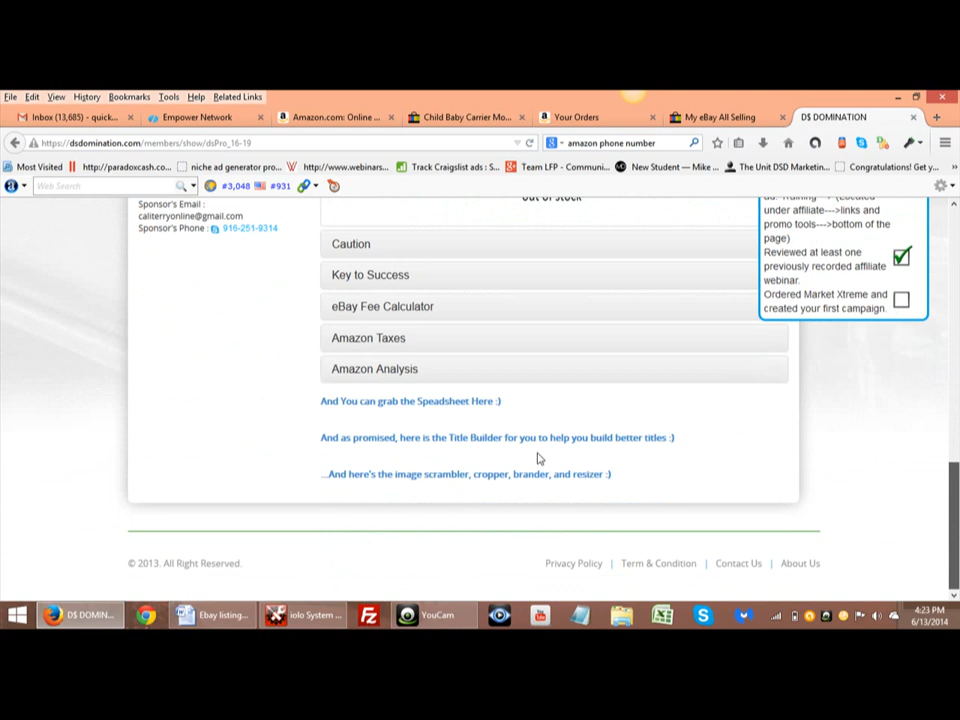 File Edit View History Bookmarks Tools Help Related Links
Inbox (13,685) - quick... Empower Network Amazon.com: Online ... Child Baby Carrier Mo... Your Orders My eBay All Selling D$ DOMINATION
https://dsdomination.com/members/show/dsPro_16-19 amazon phone number
Most Visited http://paradoxcash.co... niche ad generator pro... http://www.webinars... Track Craigslist ads : S... Team LFP - Communi... New Student — Mike ... The Unit DSD Marketin... Congratulations! Get y...
Web Search #3,048 #931
Sponsor's Email :
caliterryonline@gmail.com
Sponsor's Phone : 916-251-9314
Out of stock
Caution
Key to Success
eBay Fee Calculator
Amazon Taxes
Amazon Analysis
And You can grab the Speadsheet Here :)
And as promised, here is the Title Builder for you to help you build better titles :)
...And here's the image scrambler, cropper, brander, and resizer :)
under affiliate--->links and
promo tools--->bottom of the
page)
Reviewed at least one
previously recorded affiliate
webinar.
Ordered Market Xtreme and
created your first campaign.
© 2013. All Right Reserved.
Privacy Policy | Term & Condition | Contact Us | About Us
D$ DOMIN... Ebay listing... iolo System ... YouCam
4:23 PM
6/13/2014